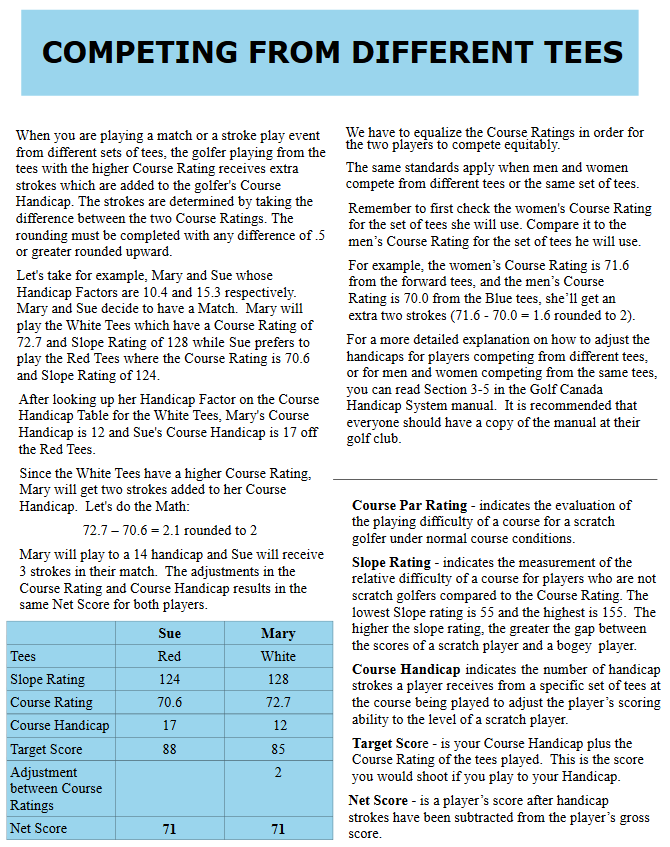 COMPETING FROM DIFFERENT TEES
When you are playing a match or a stroke play event
from different sets of tees, the golfer playing from the
tees with the higher Course Rating receives extra
strokes which are added to the golfer's Course
Handicap. The strokes are determined by taking the
difference between the two Course Ratings. The
rounding must be completed with any difference of .5
or greater rounded upward.
Let's take for example, Mary and Sue whose
Handicap Factors are 10.4 and 15.3 respectively.
Mary and Sue decide to have a Match.  Mary will
play the White Tees which have a Course Rating of
72.7 and Slope Rating of 128 while Sue prefers to
play the Red Tees where the Course Rating is 70.6
and Slope Rating of 124.
After looking up her Handicap Factor on the Course
Handicap Table for the White Tees, Mary's Course
Handicap is 12 and Sue's Course Handicap is 17 off
the Red Tees.
Since the White Tees have a higher Course Rating,
Mary will get two strokes added to her Course
Handicap.  Let's do the Math:
72.7 – 70.6 = 2.1 rounded to 2
Mary will play to a 14 handicap and Sue will receive
3 strokes in their match.  The adjustments in the
Course Rating and Course Handicap results in the
same Net Score for both players.
Sue Mary
Tees Red White
Slope Rating 124 128
Course Rating 70.6 72.7
Course Handicap 17 12
Target Score 88 85
Adjustment 2
between Course
Ratings
Net Score 71 71
We have to equalize the Course Ratings in order for
the two players to compete equitably.
The same standards apply when men and women
compete from different tees or the same set of tees.
Remember to first check the women's Course Rating
for the set of tees she will use. Compare it to the
men’s Course Rating for the set of tees he will use.
For example, the women’s Course Rating is 71.6
from the forward tees, and the men’s Course
Rating is 70.0 from the Blue tees, she’ll get an
extra two strokes (71.6 - 70.0 = 1.6 rounded to 2).
For a more detailed explanation on how to adjust the
handicaps for players competing from different tees,
or for men and women competing from the same tees,
you can read Section 3-5 in the Golf Canada
Handicap System manual.  It is recommended that
everyone should have a copy of the manual at their
golf club.
Course Par Rating - indicates the evaluation of
the playing difficulty of a course for a scratch
golfer under normal course conditions.
Slope Rating - indicates the measurement of the
relative difficulty of a course for players who are not
scratch golfers compared to the Course Rating. The
lowest Slope rating is 55 and the highest is 155.  The
higher the slope rating, the greater the gap between
the scores of a scratch player and a bogey  player.
Course Handicap indicates the number of handicap
strokes a player receives from a specific set of tees at
the course being played to adjust the player’s scoring
ability to the level of a scratch player.
Target Score - is your Course Handicap plus the
Course Rating of the tees played.  This is the score
you would shoot if you play to your Handicap.
Net Score - is a player’s score after handicap
strokes have been subtracted from the player’s gross
score.